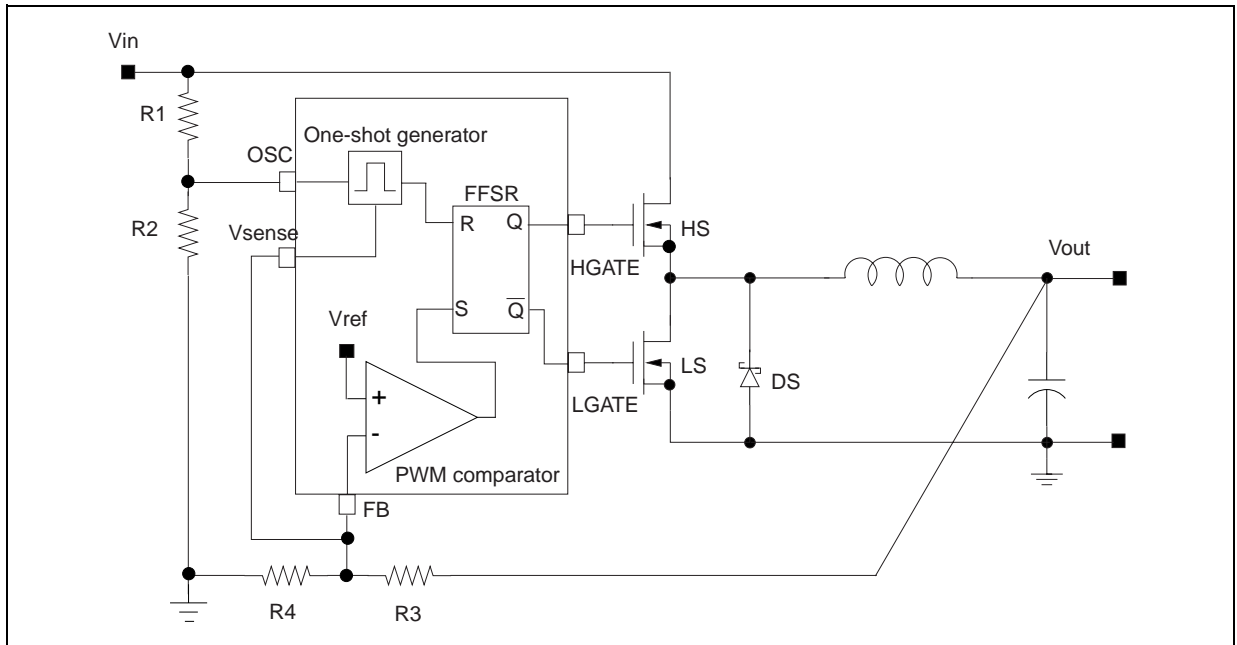 Vin
R1
One-shot generator
OSC
FFSR
R
Q
HS
R2
Vsense
HGATE
Vout
S
Q̅
Vref
LS
DS
+
LGATE
-
PWM comparator
FB
R4
R3